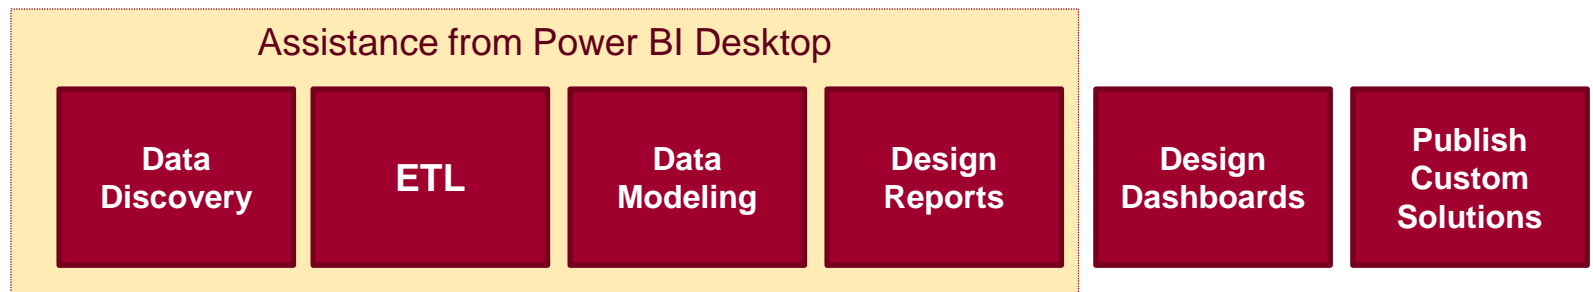 Assistance from Power BI Desktop
Data
Discovery
ETL
Data
Modeling
Design
Reports
Design
Dashboards
Publish
Custom
Solutions